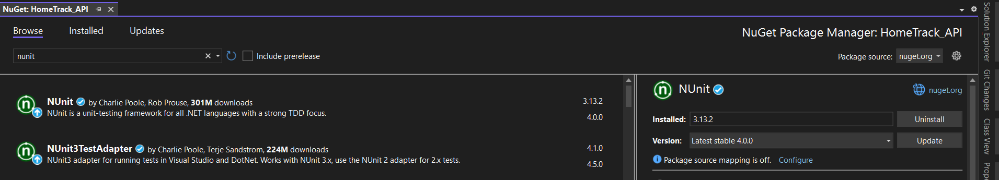 NuGet: HomeTrack_API
Browse Installed Updates
NuGet Package Manager: HomeTrack_API
nunit
Include prerelease
Package source: nuget.org
NUnit by Charlie Poole, Rob Prouse, 301M downloads
3.13.2
NUnit is a unit-testing framework for all .NET languages with a strong TDD focus.
4.0.0
NUnit3TestAdapter by Charlie Poole, Terje Sandstrom, 224M downloads
4.1.0
NUnit3 adapter for running tests in Visual Studio and DotNet. Works with NUnit 3.x, use the NUnit 2 adapter for 2.x tests.
4.5.0
NUnit
nuget.org
Installed: 3.13.2 Uninstall
Version: Latest stable 4.0.0 Update
Package source mapping is off. Configure
Solution Explorer
Git Changes
Class View
Prope